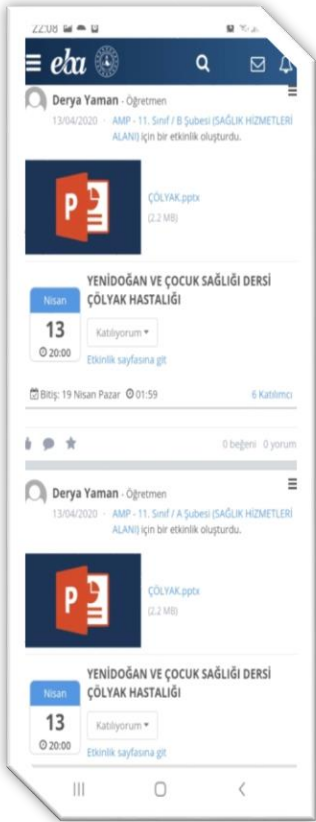 22:08
eba
Derya Yaman - Öğretmen
13/04/2020 · AMP - 11. Sınıf / B Şubesi (SAĞLIK HİZMETLERİ
ALANI) için bir etkinlik oluşturdu.
P
ÇÖLYAK.pptx
(2.2 MB)
YENİDOĞAN VE ÇOCUK SAĞLIĞI DERSİ
ÇÖLYAK HASTALIĞI
Nisan
13
20:00
Katılıyorum
Etkinlik sayfasına git
Bitiş: 19 Nisan Pazar 01:59
6 Katılımcı
0 beğeni 0 yorum
Derya Yaman - Öğretmen
13/04/2020 · AMP - 11. Sınıf / A Şubesi (SAĞLIK HİZMETLERİ
ALANI) için bir etkinlik oluşturdu.
P
ÇÖLYAK.pptx
(2.2 MB)
YENİDOĞAN VE ÇOCUK SAĞLIĞI DERSİ
ÇÖLYAK HASTALIĞI
Nisan
13
20:00
Katılıyorum
Etkinlik sayfasına git